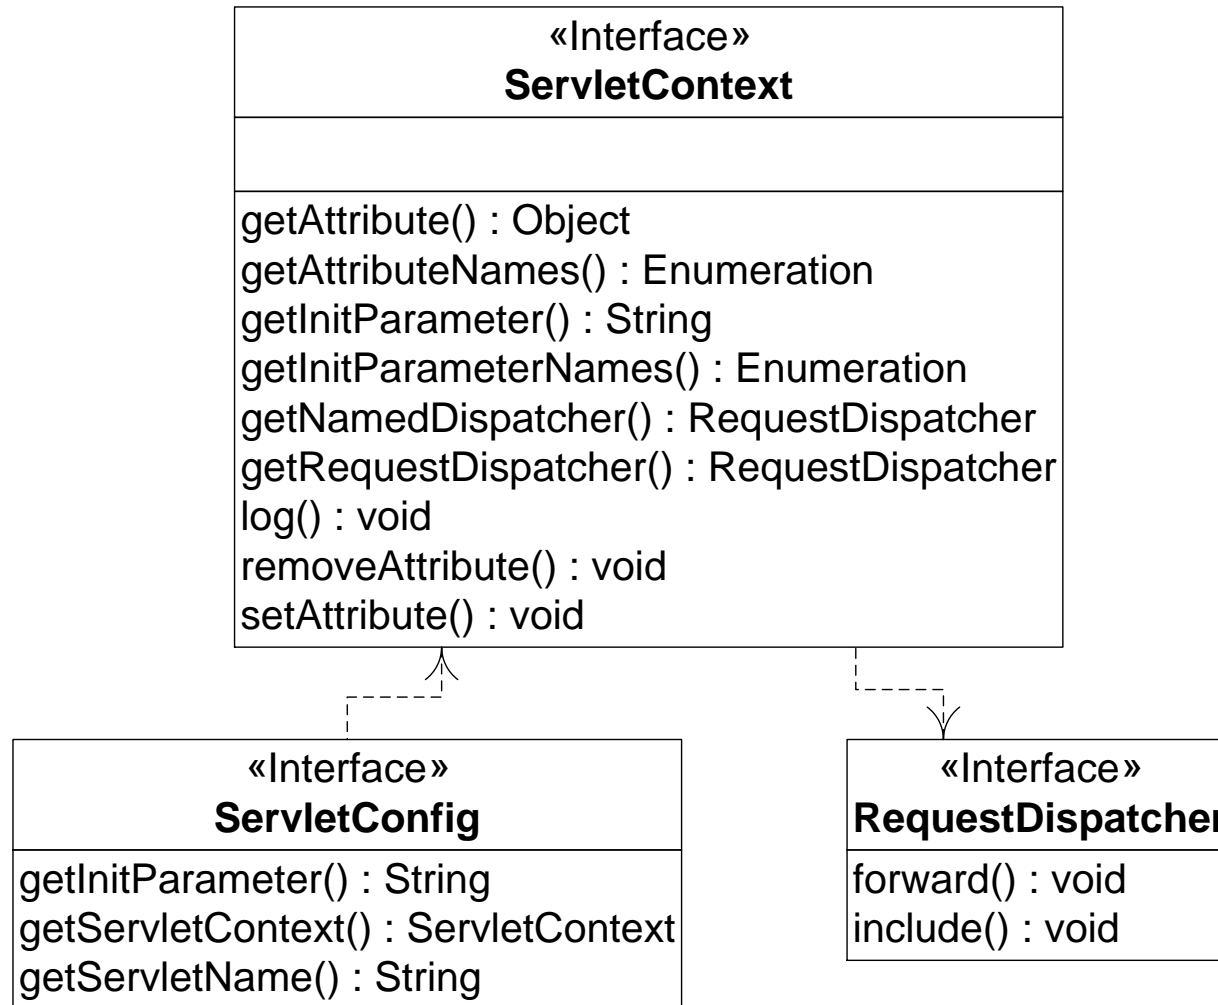 «Interface»
ServletContext
getAttribute() : Object
getAttributeNames() : Enumeration
getInitParameter() : String
getInitParameterNames() : Enumeration
getNamedDispatcher() : RequestDispatcher
getRequestDispatcher() : RequestDispatcher
log() : void
removeAttribute() : void
setAttribute() : void
«Interface»
ServletConfig
getInitParameter() : String
getServletContext() : ServletContext
getServletName() : String
«Interface»
RequestDispatcher
forward() : void
include() : void